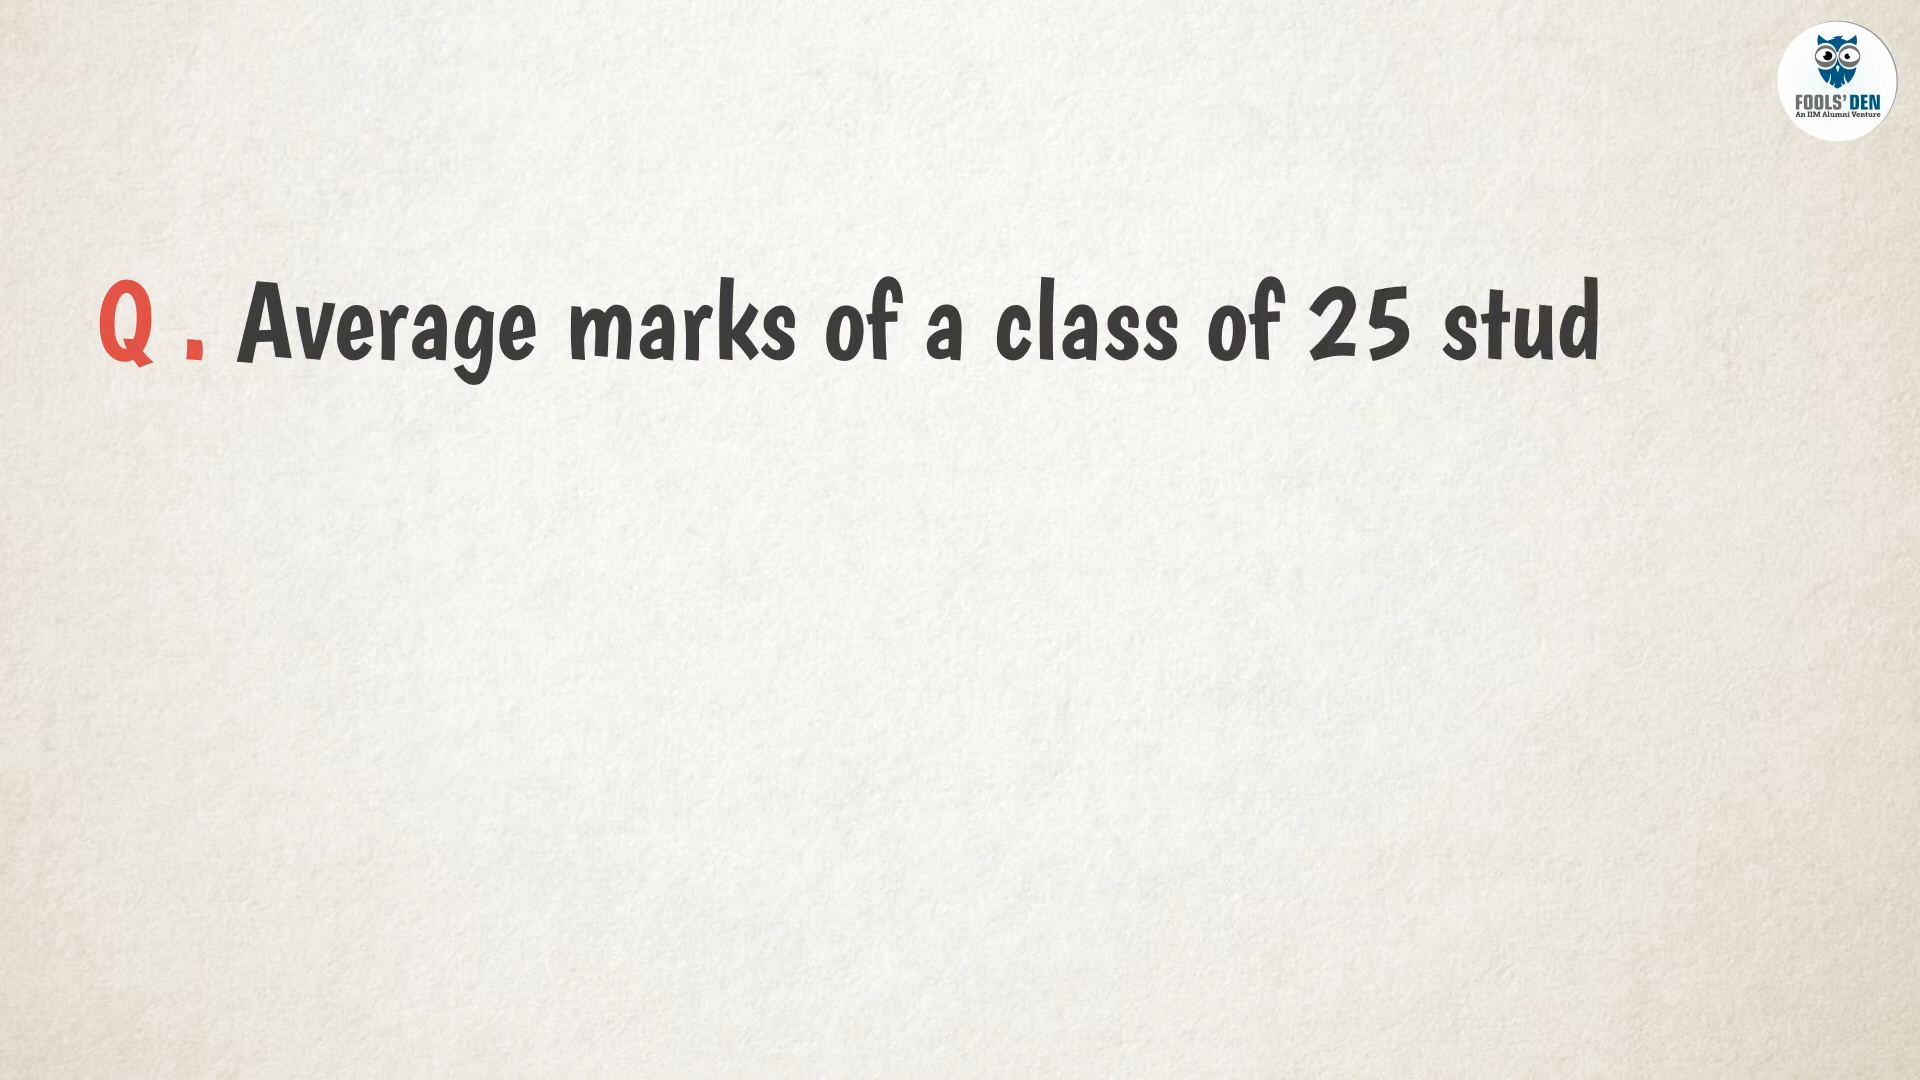 FOOLS' DEN
An IIM Alumni Venture
Q . Average marks of a class of 25 stud